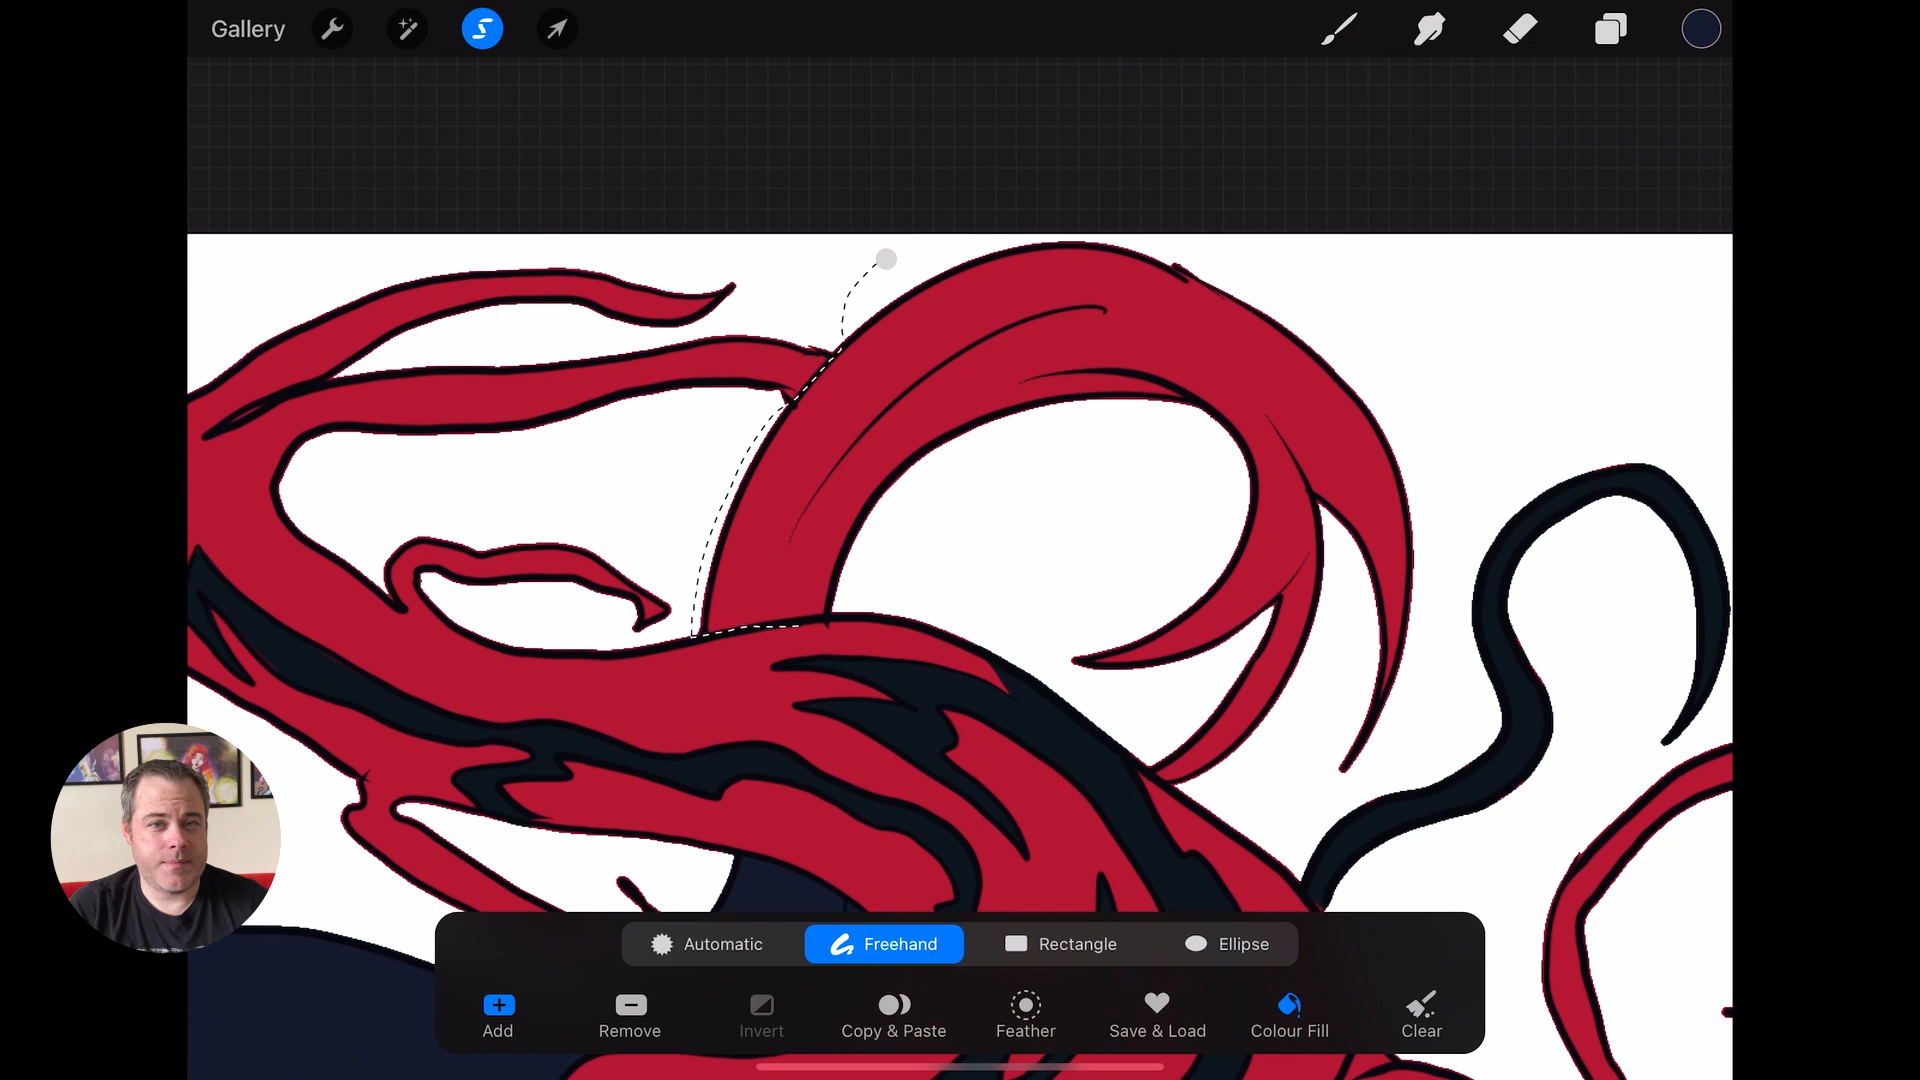 Gallery
Automatic
Freehand
Rectangle
Ellipse
Add
Remove
Invert
Copy & Paste
Feather
Save & Load
Colour Fill
Clear